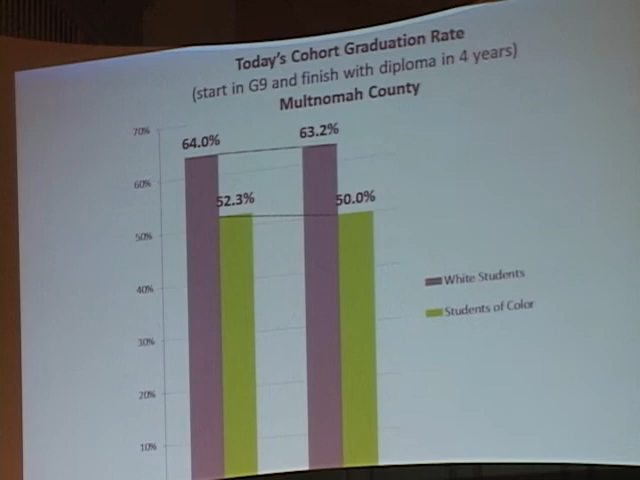 Today's Cohort Graduation Rate
(start in G9 and finish with diploma in 4 years)
Multnomah County
70%
60%
50%
40%
30%
20%
10%
64.0%
52.3%
63.2%
50.0%
White Students
Students of Color